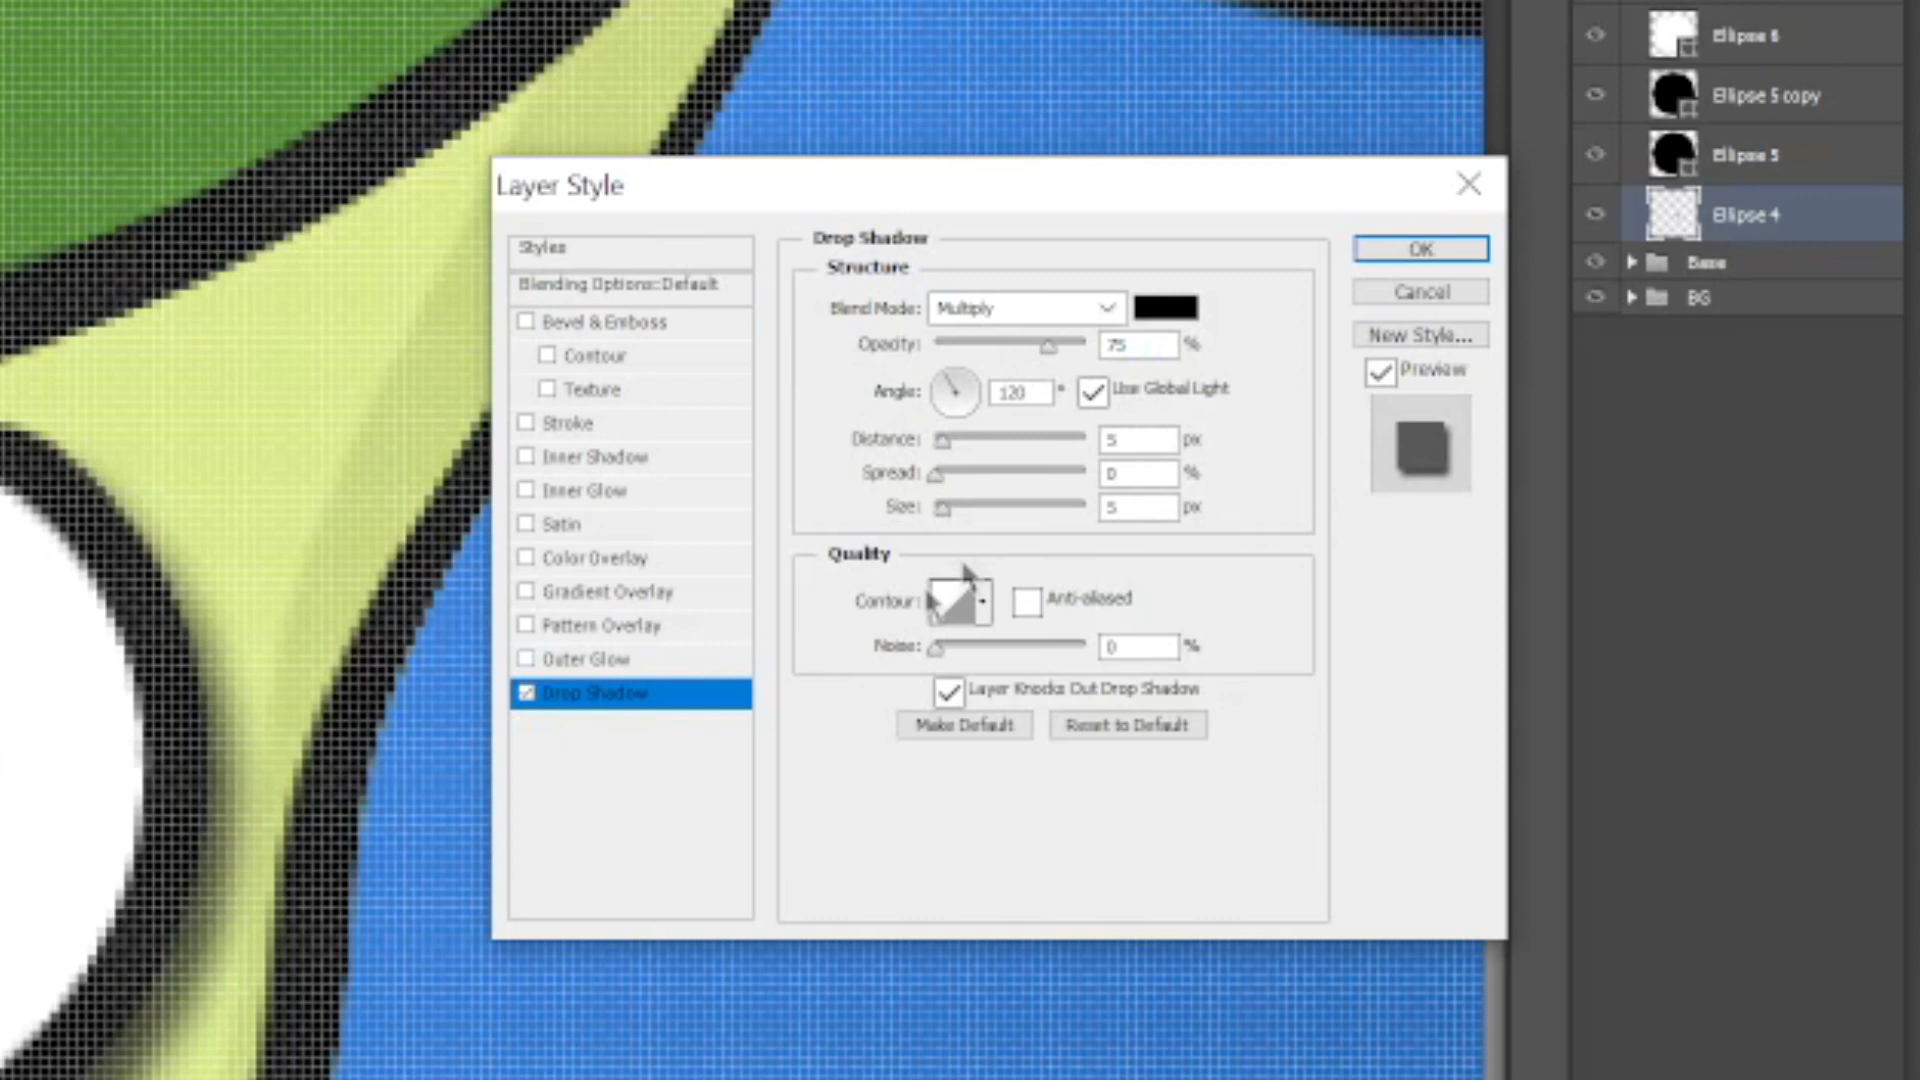 Ellipse 6
Ellipse 5 copy
Ellipse 5
Ellipse 4
Base
BG
Layer Style
Styles
Blending Options: Default
Bevel & Emboss
Contour
Texture
Stroke
Inner Shadow
Inner Glow
Satin
Color Overlay
Gradient Overlay
Pattern Overlay
Outer Glow
Drop Shadow
Drop Shadow
Structure
Blend Mode: Multiply
Opacity: 75 %
Angle: 120 ° Use Global Light
Distance: 5 px
Spread: 0 %
Size: 5 px
Quality
Contour: Anti-aliased
Noise: 0 %
Layer Knocks Out Drop Shadow
Make Default Reset to Default
OK
Cancel
New Style...
Preview